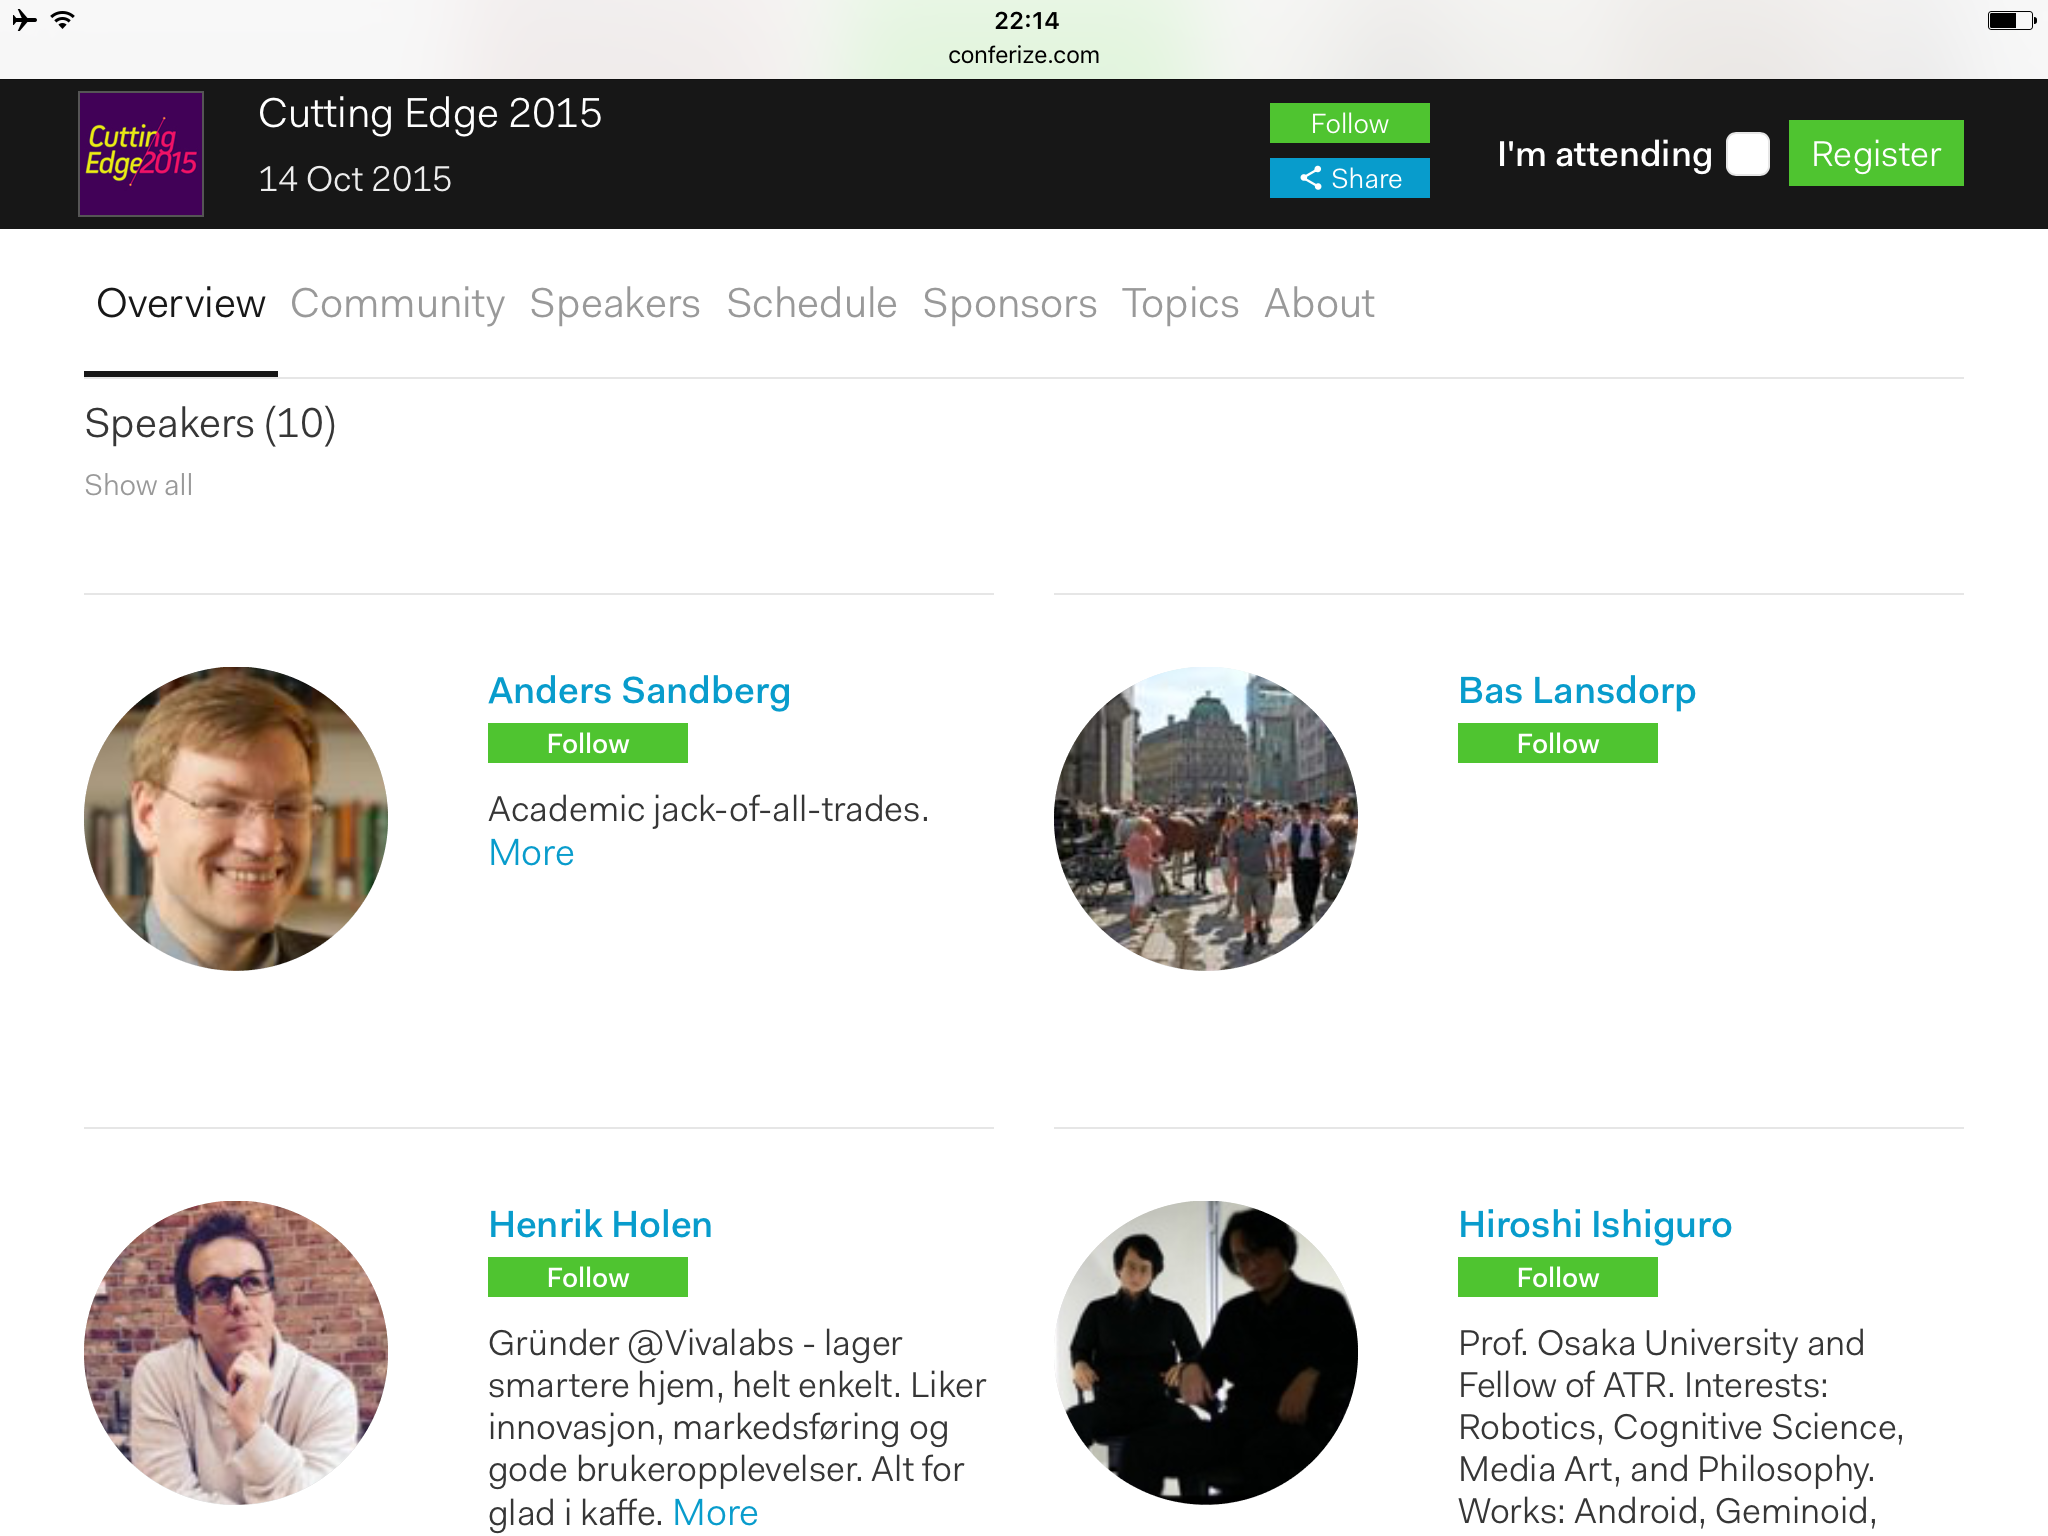 22:14
conferize.com
Cutting
Edge2015
Cutting Edge 2015
14 Oct 2015
Follow
Share
I'm attending
Register
Overview Community Speakers Schedule Sponsors Topics About
Speakers (10)
Show all
Anders Sandberg
Follow
Academic jack-of-all-trades.
More
Bas Lansdorp
Follow
Henrik Holen
Follow
Gründer @Vivalabs - lager
smartere hjem, helt enkelt. Liker
innovasjon, markedsføring og
gode brukeropplevelser. Alt for
glad i kaffe. More
Hiroshi Ishiguro
Follow
Prof. Osaka University and
Fellow of ATR. Interests:
Robotics, Cognitive Science,
Media Art, and Philosophy.
Works: Android, Geminoid,